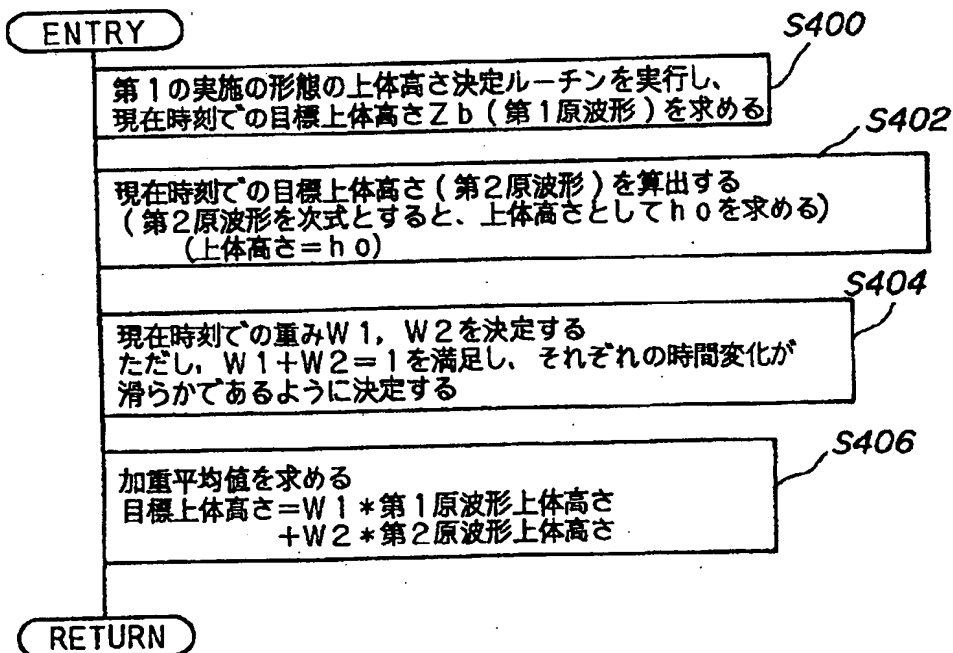 ENTRY
S400
第1の実施の形態の上体高さ決定ルーチンを実行し、
現在時刻での目標上体高さZb(第1原波形)を求める
S402
現在時刻での目標上体高さ(第2原波形)を算出する
(第2原波形を次式とすると、上体高さとしてhoを求める)
(上体高さ=ho)
S404
現在時刻での重みW1,W2を決定する
ただし,W1+W2=1を満足し、それぞれの時間変化が
滑らかであるように決定する
S406
加重平均値を求める
目標上体高さ=W1*第1原波形上体高さ
+W2*第2原波形上体高さ
RETURN